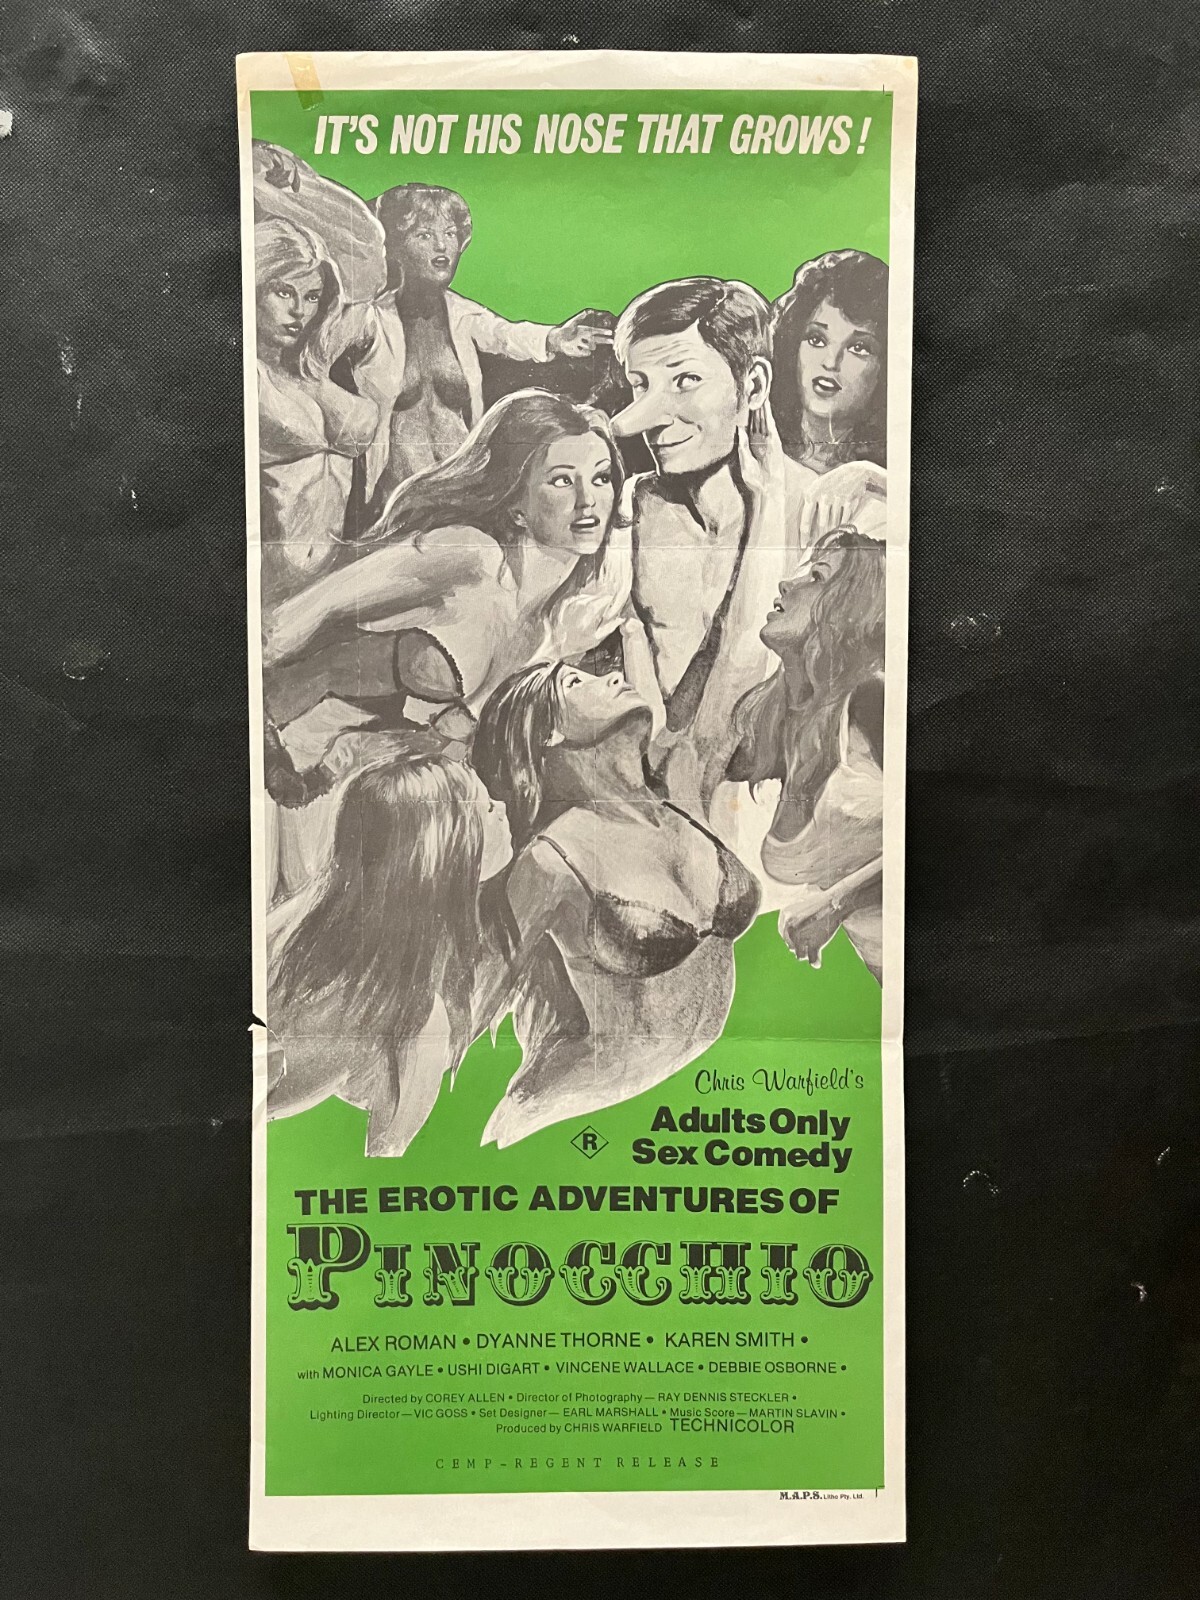 IT'S NOT HIS NOSE THAT GROWS!
Chris Warfield's
Adults Only
R Sex Comedy
THE EROTIC ADVENTURES OF
PINOCCHIO
ALEX ROMAN • DYANNE THORNE • KAREN SMITH •
with MONICA GAYLE • USHI DIGART • VINCENE WALLACE • DEBBIE OSBORNE •
Directed by COREY ALLEN • Director of Photography — RAY DENNIS STECKLER •
Lighting Director — VIC GOSS • Set Designer — EARL MARSHALL • Music Score — MARTIN SLAVIN •
Produced by CHRIS WARFIELD TECHNICOLOR
CEMP-REGENT RELEASE
M.A.P.S. Litho Pty. Ltd.